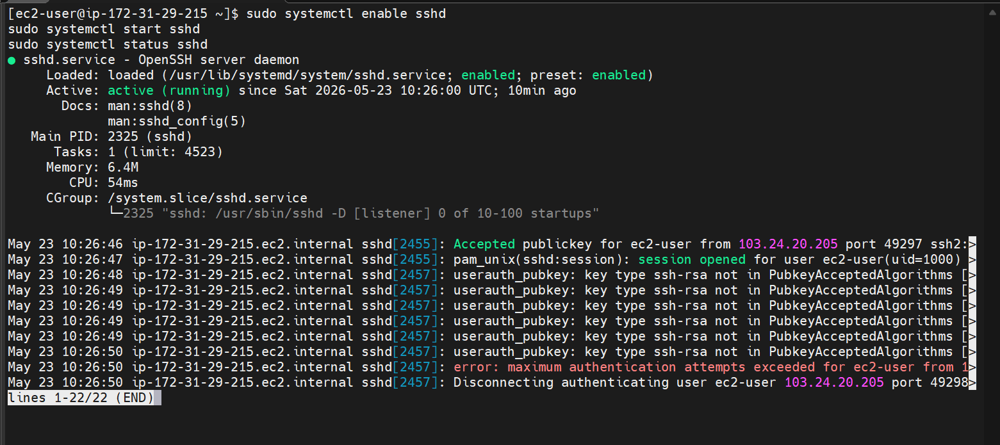 [ec2-user@ip-172-31-29-215 ~]$ sudo systemctl enable sshd
sudo systemctl start sshd
sudo systemctl status sshd
● sshd.service - OpenSSH server daemon
     Loaded: loaded (/usr/lib/systemd/system/sshd.service; enabled; preset: enabled)
     Active: active (running) since Sat 2026-05-23 10:26:00 UTC; 10min ago
       Docs: man:sshd(8)
             man:sshd_config(5)
   Main PID: 2325 (sshd)
      Tasks: 1 (limit: 4523)
     Memory: 6.4M
        CPU: 54ms
     CGroup: /system.slice/sshd.service
             └─2325 "sshd: /usr/sbin/sshd -D [listener] 0 of 10-100 startups"

May 23 10:26:46 ip-172-31-29-215.ec2.internal sshd[2455]: Accepted publickey for ec2-user from 103.24.20.205 port 49297 ssh2:>
May 23 10:26:47 ip-172-31-29-215.ec2.internal sshd[2455]: pam_unix(sshd:session): session opened for user ec2-user(uid=1000) >
May 23 10:26:48 ip-172-31-29-215.ec2.internal sshd[2457]: userauth_pubkey: key type ssh-rsa not in PubkeyAcceptedAlgorithms [>
May 23 10:26:49 ip-172-31-29-215.ec2.internal sshd[2457]: userauth_pubkey: key type ssh-rsa not in PubkeyAcceptedAlgorithms [>
May 23 10:26:49 ip-172-31-29-215.ec2.internal sshd[2457]: userauth_pubkey: key type ssh-rsa not in PubkeyAcceptedAlgorithms [>
May 23 10:26:49 ip-172-31-29-215.ec2.internal sshd[2457]: userauth_pubkey: key type ssh-rsa not in PubkeyAcceptedAlgorithms [>
May 23 10:26:49 ip-172-31-29-215.ec2.internal sshd[2457]: userauth_pubkey: key type ssh-rsa not in PubkeyAcceptedAlgorithms [>
May 23 10:26:50 ip-172-31-29-215.ec2.internal sshd[2457]: userauth_pubkey: key type ssh-rsa not in PubkeyAcceptedAlgorithms [>
May 23 10:26:50 ip-172-31-29-215.ec2.internal sshd[2457]: error: maximum authentication attempts exceeded for ec2-user from 1>
May 23 10:26:50 ip-172-31-29-215.ec2.internal sshd[2457]: Disconnecting authenticating user ec2-user 103.24.20.205 port 49298>
lines 1-22/22 (END)